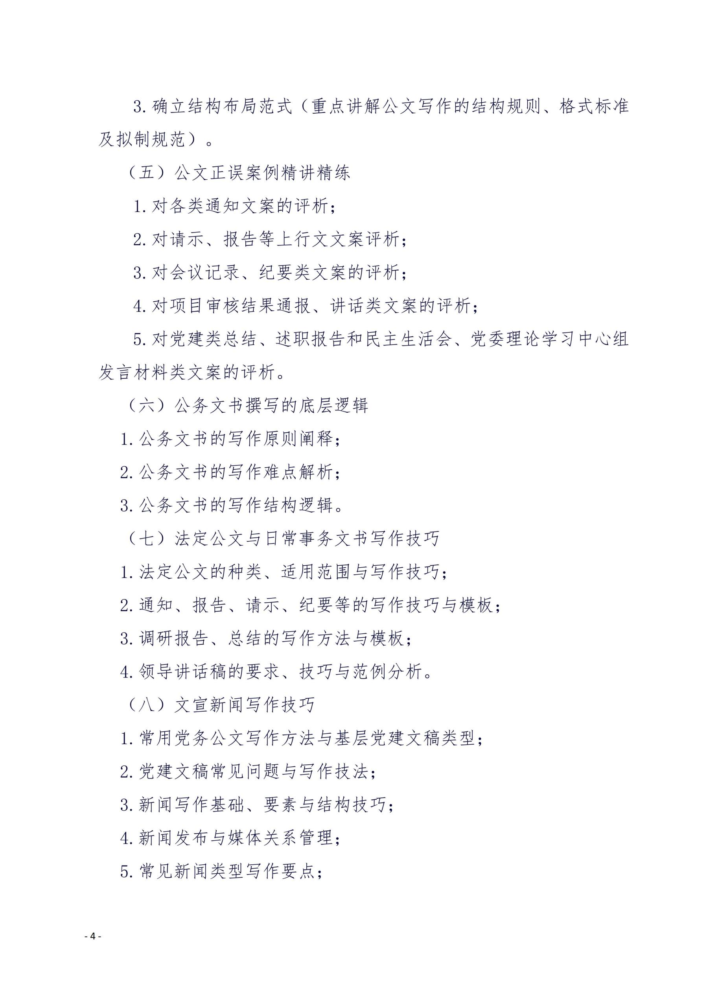 3.确立结构布局范式（重点讲解公文写作的结构规则、格式标准
及拟制规范）。
（五）公文正误案例精讲精练
1.对各类通知文案的评析；
2.对请示、报告等上行文文案评析；
3.对会议记录、纪要类文案的评析；
4.对项目审核结果通报、讲话类文案的评析；
5.对党建类总结、述职报告和民主生活会、党委理论学习中心组
发言材料类文案的评析。
（六）公务文书撰写的底层逻辑
1.公务文书的写作原则阐释；
2.公务文书的写作难点解析；
3.公务文书的写作结构逻辑。
（七）法定公文与日常事务文书写作技巧
1.法定公文的种类、适用范围与写作技巧；
2.通知、报告、请示、纪要等的写作技巧与模板；
3.调研报告、总结的写作方法与模板；
4.领导讲话稿的要求、技巧与范例分析。
（八）文宣新闻写作技巧
1.常用党务公文写作方法与基层党建文稿类型；
2.党建文稿常见问题与写作技法；
3.新闻写作基础、要素与结构技巧；
4.新闻发布与媒体关系管理；
5.常见新闻类型写作要点；
- 4 -